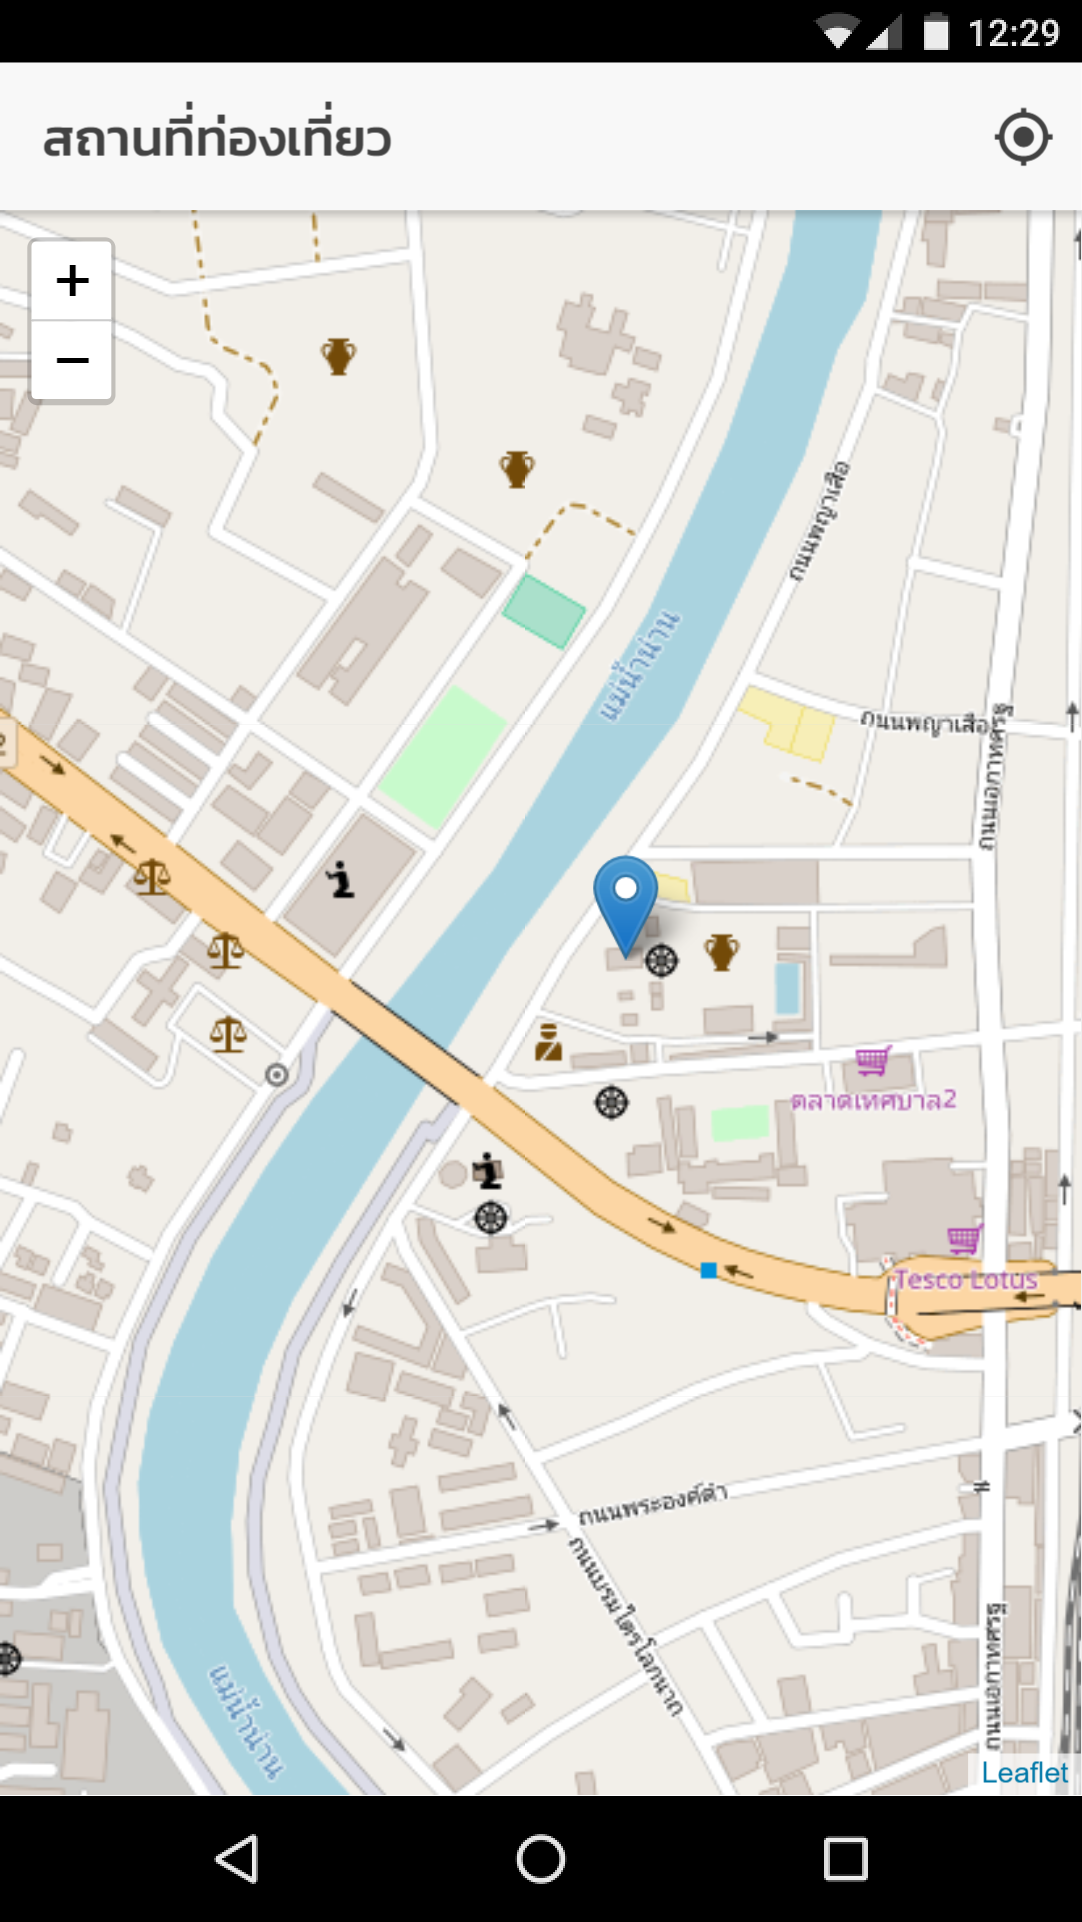 12:29
สถานที่ท่องเที่ยว
+
−
ถนนพญาเสือ
แม่น้ำน่าน
ถนนพญาเสือ
ถนนเอกาทศรฐ
2
ตลาดเทศบาล2
Tesco Lotus
ถนนพระองค์ดำ
ถนนบรมไตรโลกนาถ
แม่น้ำน่าน
Leaflet